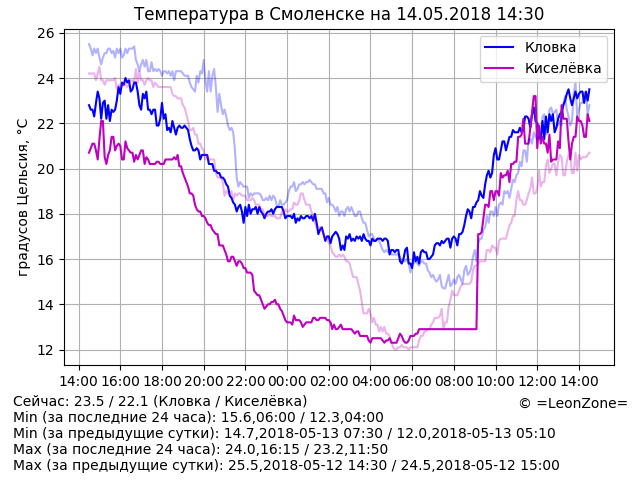 Температура в Смоленске на 14.05.2018 14:30
26
24
22
20
18
16
14
12
градусов Цельсия, °C
Кловка
Киселёвка
14:00 16:00 18:00 20:00 22:00 00:00 02:00 04:00 06:00 08:00 10:00 12:00 14:00
Сейчас: 23.5 / 22.1 (Кловка / Киселёвка)
© =LeonZone=
Min (за последние 24 часа): 15.6,06:00 / 12.3,04:00
Min (за предыдущие сутки): 14.7,2018-05-13 07:30 / 12.0,2018-05-13 05:10
Max (за последние 24 часа): 24.0,16:15 / 23.2,11:50
Max (за предыдущие сутки): 25.5,2018-05-12 14:30 / 24.5,2018-05-12 15:00